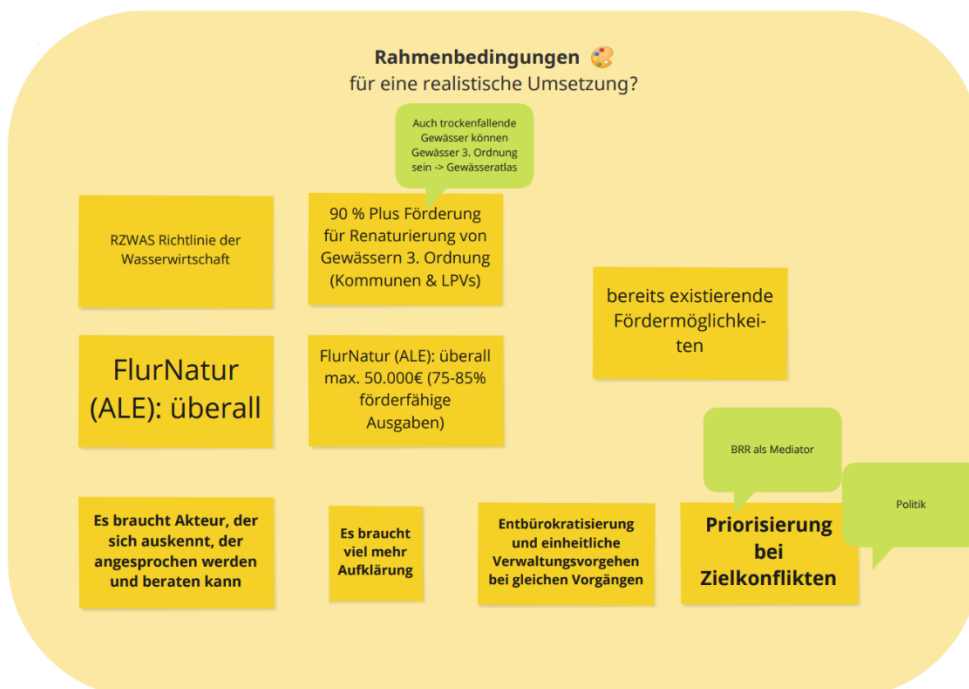 Rahmenbedingungen 🎨
für eine realistische Umsetzung?
Auch trockenfallende
Gewässer können
Gewässer 3. Ordnung
sein -> Gewässeratlas
RZWAS Richtlinie der
Wasserwirtschaft
90 % Plus Förderung
für Renaturierung von
Gewässern 3. Ordnung
(Kommunen & LPVs)
bereits existierende
Fördermöglichkei-
ten
FlurNatur
(ALE): überall
FlurNatur (ALE): überall
max. 50.000€ (75-85%
förderfähige
Ausgaben)
BRR als Mediator
Politik
Es braucht Akteur, der
sich auskennt, der
angesprochen werden
und beraten kann
Es braucht
viel mehr
Aufklärung
Entbürokratisierung
und einheitliche
Verwaltungsvorgehen
bei gleichen Vorgängen
Priorisierung
bei
Zielkonflikten